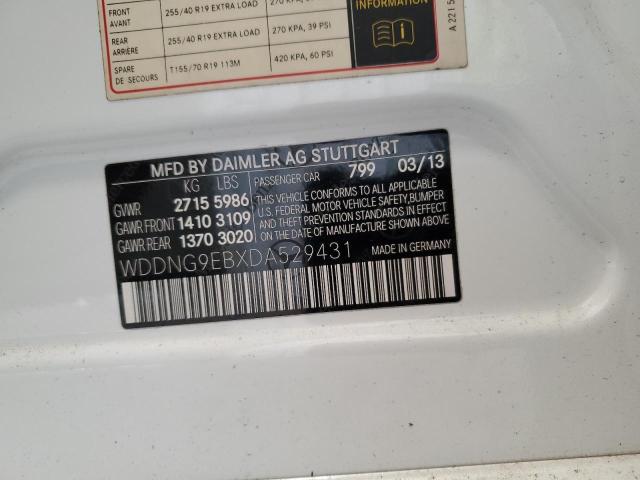 FRONT AVANT 255/40 R19 EXTRA LOAD 270 KPA,
REAR ARRIÈRE 255/40 R19 EXTRA LOAD 270 KPA, 39 PSI
SPARE DE SECOURS T155/70 R19 113M 420 KPA, 60 PSI
INFORMATION
A 221 5
MFD BY DAIMLER AG STUTTGART
KG LBS PASSENGER CAR 799 03/13
GVWR 2715 5986 THIS VEHICLE CONFORMS TO ALL APPLICABLE
GAWR FRONT 1410 3109 U.S. FEDERAL MOTOR VEHICLE SAFETY, BUMPER
GAWR REAR 1370 3020 AND THEFT PREVENTION STANDARDS IN EFFECT
ON THE DATE OF MANUFACTURE SHOWN ABOVE
WDDNG9EBXDA529431 MADE IN GERMANY